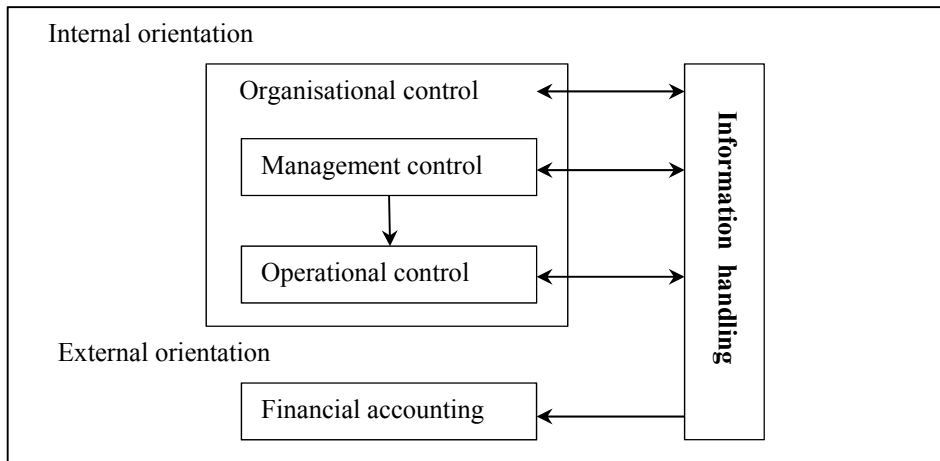 Internal orientation
Organisational control
Management control
Operational control
External orientation
Financial accounting
Information handling